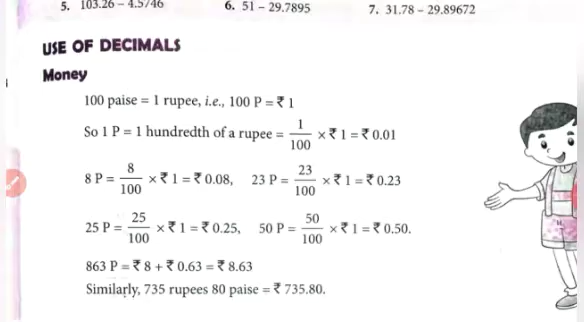 5. 103.26 – 4.5746 6. 51 – 29.7895 7. 31.78 – 29.89672
USE OF DECIMALS
Money
100 paise = 1 rupee, i.e., 100 P = ₹ 1
So 1 P = 1 hundredth of a rupee = 1/100 × ₹ 1 = ₹ 0.01
8 P = 8/100 × ₹ 1 = ₹ 0.08, 23 P = 23/100 × ₹ 1 = ₹ 0.23
25 P = 25/100 × ₹ 1 = ₹ 0.25, 50 P = 50/100 × ₹ 1 = ₹ 0.50.
863 P = ₹ 8 + ₹ 0.63 = ₹ 8.63
Similarly, 735 rupees 80 paise = ₹ 735.80.